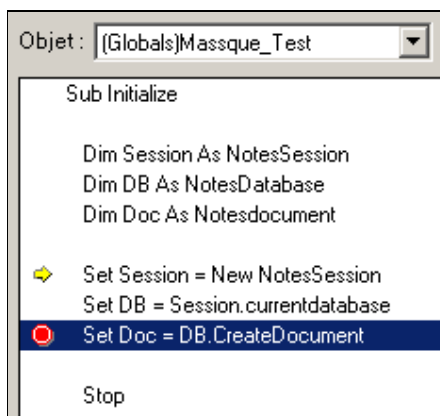 Objet : (Globals)Massque_Test
Sub Initialize
Dim Session As NotesSession
Dim DB As NotesDatabase
Dim Doc As Notesdocument
Set Session = New NotesSession
Set DB = Session.currentdatabase
Set Doc = DB.CreateDocument
Stop